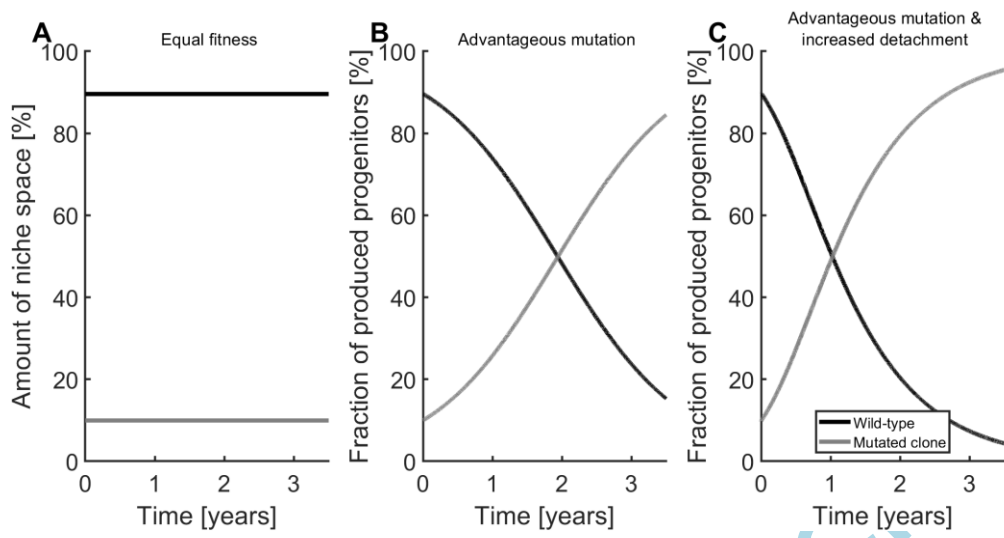 A
Equal fitness
Amount of niche space [%]
100
80
60
40
20
0
0 1 2 3
Time [years]
B
Advantageous mutation
Fraction of produced progenitors [%]
100
80
60
40
20
0
0 1 2 3
Time [years]
C
Advantageous mutation &
increased detachment
Fraction of produced progenitors [%]
100
80
60
40
20
0
0 1 2 3
Time [years]
Wild-type
Mutated clone